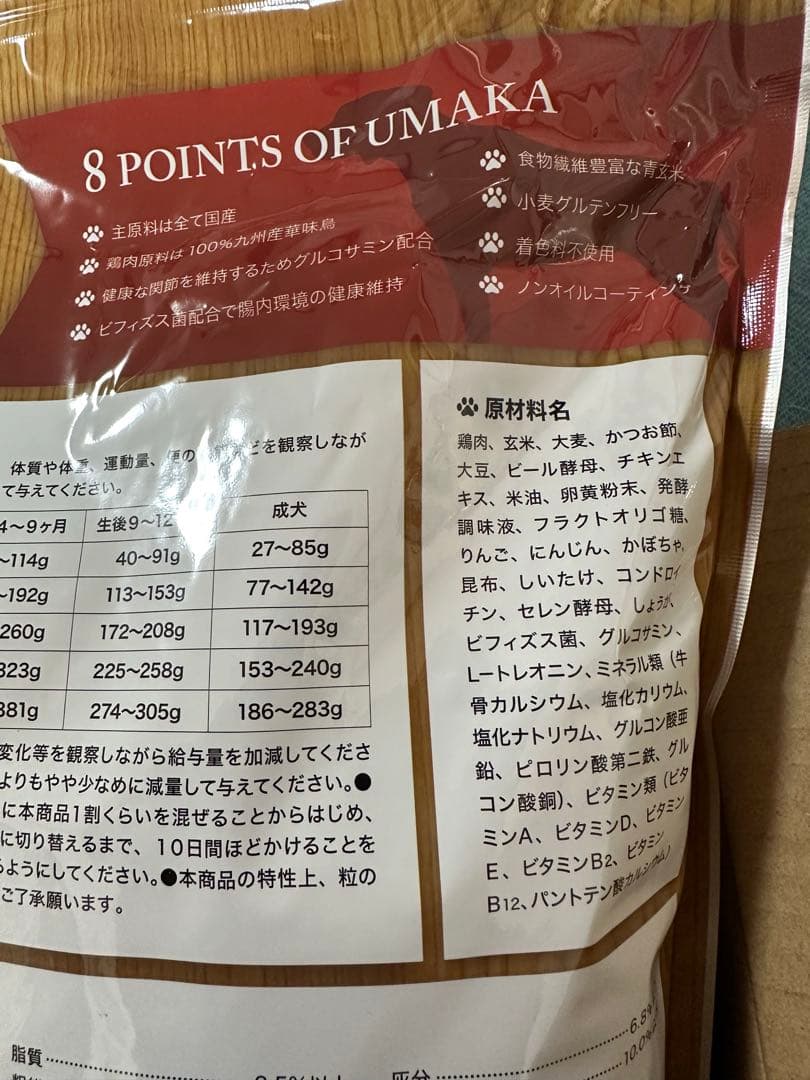 8 POINTS OF UMAKA
主原料は全て国産
鶏肉原料は100%九州産華味鳥
健康な関節を維持するためグルコサミン配合
ビフィズス菌配合で腸内環境の健康維持
食物繊維豊富な青玄米
小麦グルテンフリー
着色料不使用
ノンオイルコーティング
体質や体重、運動量、便の
どを観察しなが
て与えてください。
4〜9ヶ月 生後9〜12 成犬
〜114g 40〜91g 27〜85g
〜192g 113〜153g 77〜142g
260g 172〜208g 117〜193g
323g 225〜258g 153〜240g
381g 274〜305g 186〜283g
変化等を観察しながら給与量を加減してくださ
よりもやや少なめに減量して与えてください。●
に本商品1割くらいを混ぜることからはじめ、
に切り替えるまで、10日間ほどかけることを
るようにしてください。●本商品の特性上、粒の
ご了承願います。
原材料名
鶏肉、玄米、大麦、かつお節、
大豆、ビール酵母、チキンエ
キス、米油、卵黄粉末、発酵
調味液、フラクトオリゴ糖、
りんご、にんじん、かぼちゃ、
昆布、しいたけ、コンドロイ
チン、セレン酵母、しょうが、
ビフィズス菌、グルコサミン、
L-トレオニン、ミネラル類（牛
骨カルシウム、塩化カリウム、
塩化ナトリウム、グルコン酸亜
鉛、ピロリン酸第二鉄、グル
コン酸銅）、ビタミン類（ビタ
ミンA、ビタミンD、ビタミン
E、ビタミンB2、ビタミン
B12、パントテン酸カルシウム）
脂質
灰分
6.8%
10.0%